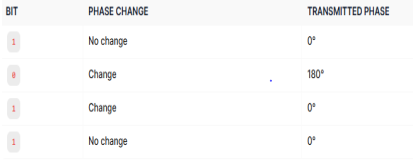 BIT PHASE CHANGE TRANSMITTED PHASE
1 No change 0°
0 Change 180°
1 Change 0°
1 No change 0°